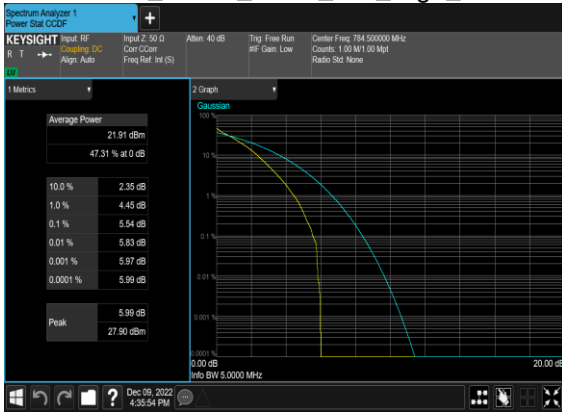 Spectrum Analyzer 1
Power Stat CCDF
KEYSIGHT
R T
Input: RF
Coupling: DC
Align: Auto
Input Z: 50 Ω
Corr CCorr
Freq Ref: Int (S)
Atten: 40 dB
Trig: Free Run
#IF Gain: Low
Center Freq: 784.500000 MHz
Counts: 1.00 M/1.00 Mpt
Radio Std: None
1 Metrics
Average Power
21.91 dBm
47.31 % at 0 dB
10.0 % 2.35 dB
1.0 % 4.45 dB
0.1 % 5.54 dB
0.01 % 5.83 dB
0.001 % 5.97 dB
0.0001 % 5.99 dB
Peak
5.99 dB
27.90 dBm
2 Graph
Gaussian
100 %
10 %
1 %
0.1 %
0.01 %
0.001 %
0.0001 %
0.00 dB 20.00 dB
Info BW 5.0000 MHz
?
Dec 09, 2022
4:35:54 PM